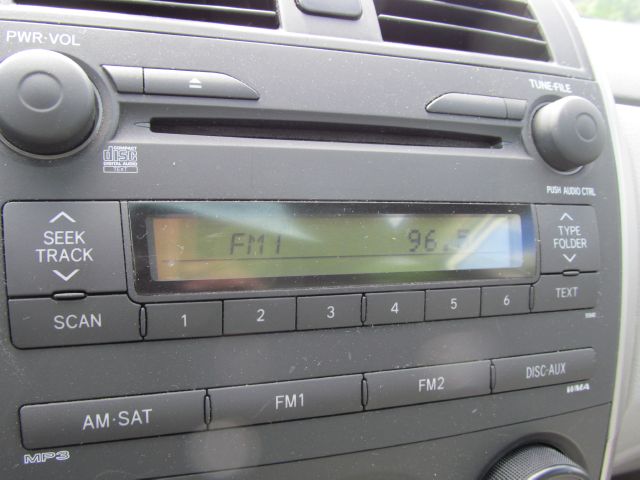 PWR·VOL
TUNE·FILE
COMPACT
disc
DIGITAL AUDIO
TEXT
PUSH AUDIO CTRL
SEEK
TRACK
FM1 96.5
TYPE
FOLDER
SCAN
1 2 3 4 5 6
TEXT
AM·SAT
FM1
FM2
DISC·AUX
WMA
MP3